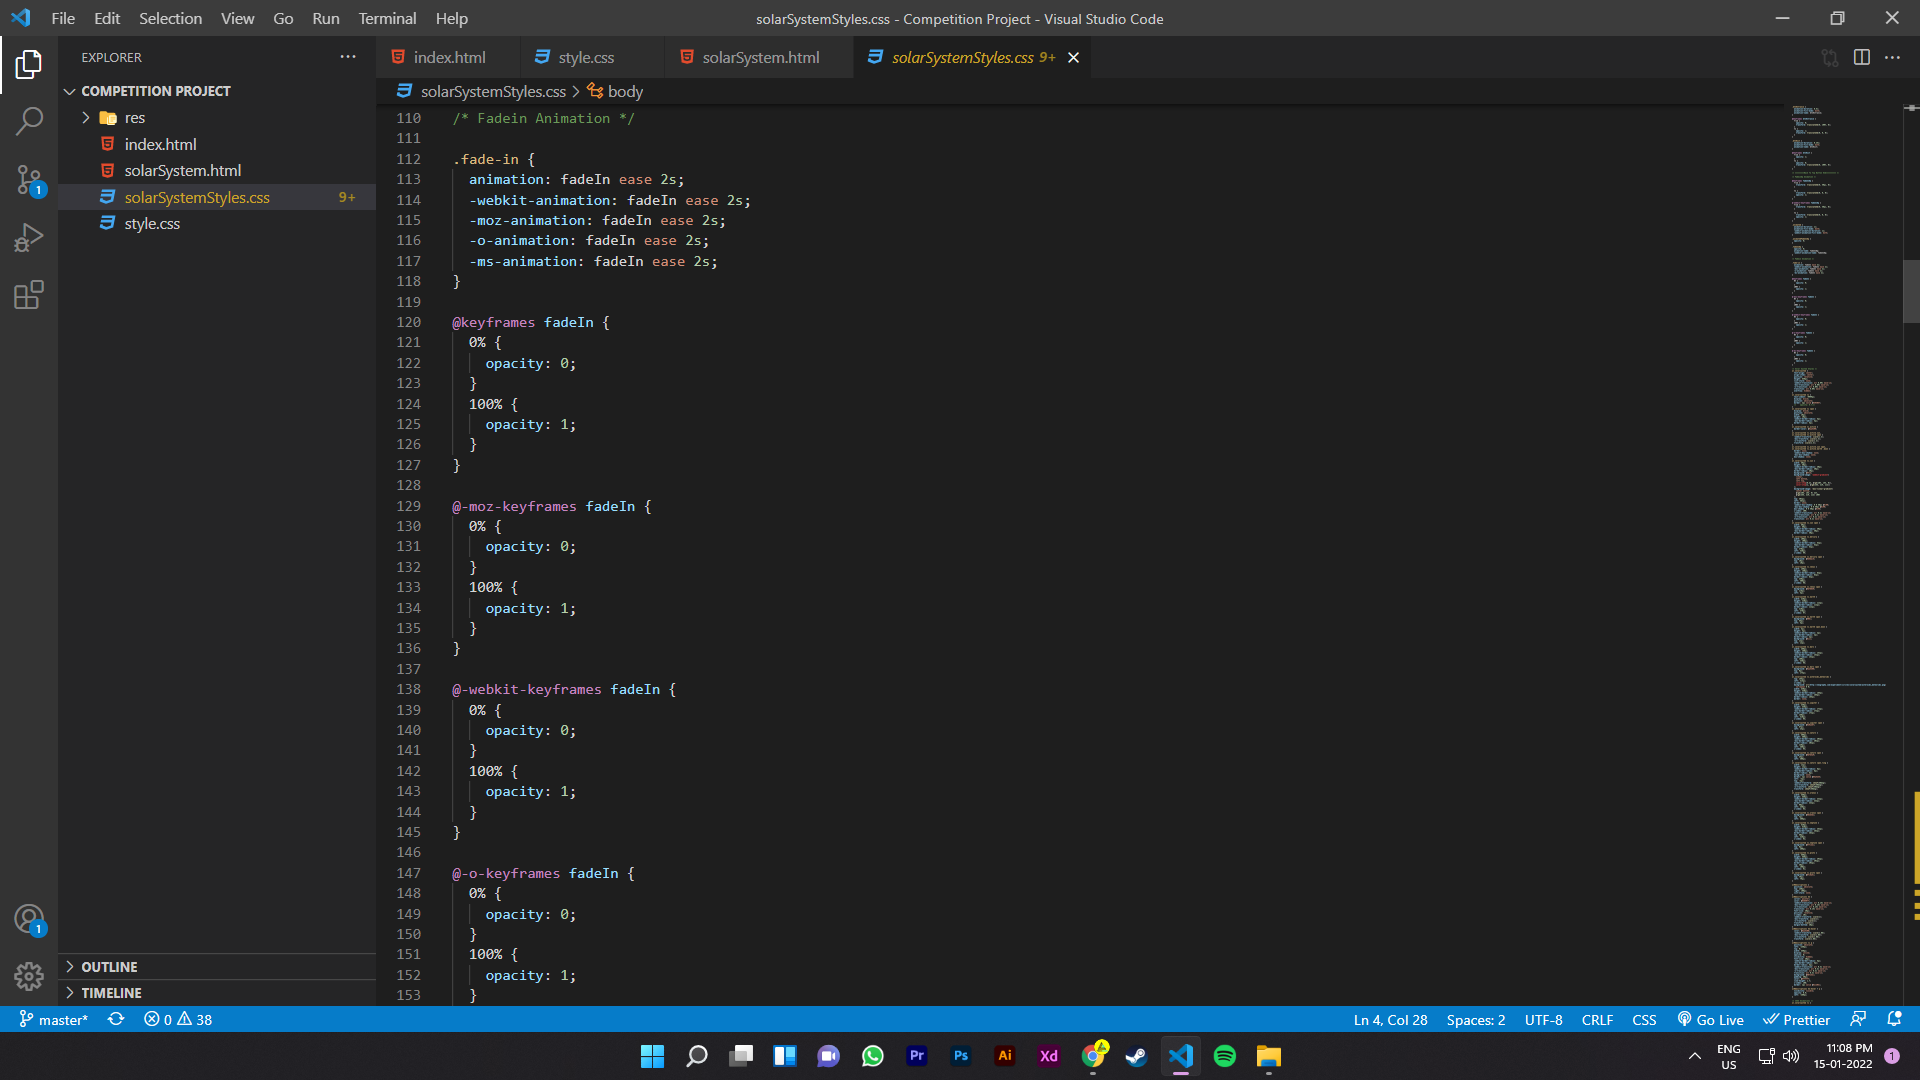 File Edit Selection View Go Run Terminal Help
solarSystemStyles.css - Competition Project - Visual Studio Code
EXPLORER
COMPETITION PROJECT
res
index.html
solarSystem.html
solarSystemStyles.css 9+
style.css
OUTLINE
TIMELINE
index.html style.css solarSystem.html solarSystemStyles.css 9+
solarSystemStyles.css > body
110 /* Fadein Animation */
111
112 .fade-in {
113 animation: fadeIn ease 2s;
114 -webkit-animation: fadeIn ease 2s;
115 -moz-animation: fadeIn ease 2s;
116 -o-animation: fadeIn ease 2s;
117 -ms-animation: fadeIn ease 2s;
118 }
119
120 @keyframes fadeIn {
121 0% {
122 opacity: 0;
123 }
124 100% {
125 opacity: 1;
126 }
127 }
128
129 @-moz-keyframes fadeIn {
130 0% {
131 opacity: 0;
132 }
133 100% {
134 opacity: 1;
135 }
136 }
137
138 @-webkit-keyframes fadeIn {
139 0% {
140 opacity: 0;
141 }
142 100% {
143 opacity: 1;
144 }
145 }
146
147 @-o-keyframes fadeIn {
148 0% {
149 opacity: 0;
150 }
151 100% {
152 opacity: 1;
153 }
1
1
master* 0 38
Ln 4, Col 28 Spaces: 2 UTF-8 CRLF CSS Go Live Prettier
Pr Ps Ai Xd
ENG
US
11:08 PM
15-01-2022
1